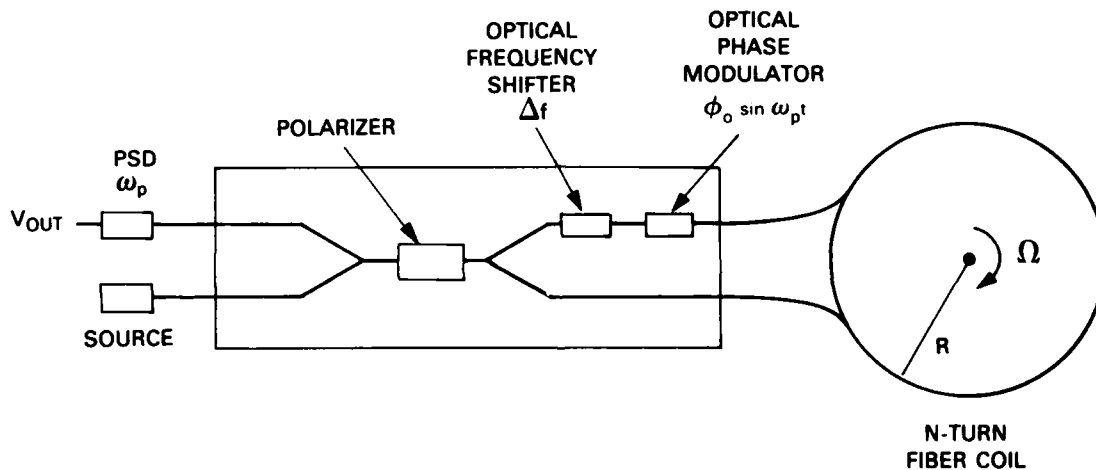 OPTICAL
FREQUENCY
SHIFTER
Δf
OPTICAL
PHASE
MODULATOR
ϕo sin ωpt
POLARIZER
PSD
ωp
VOUT
SOURCE
Ω
R
N-TURN
FIBER COIL